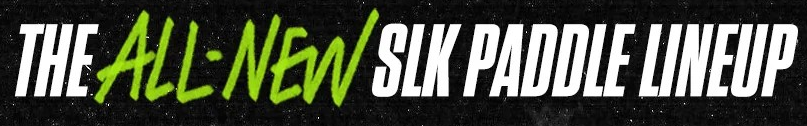 THE ALL-NEW SLK PADDLE LINEUP